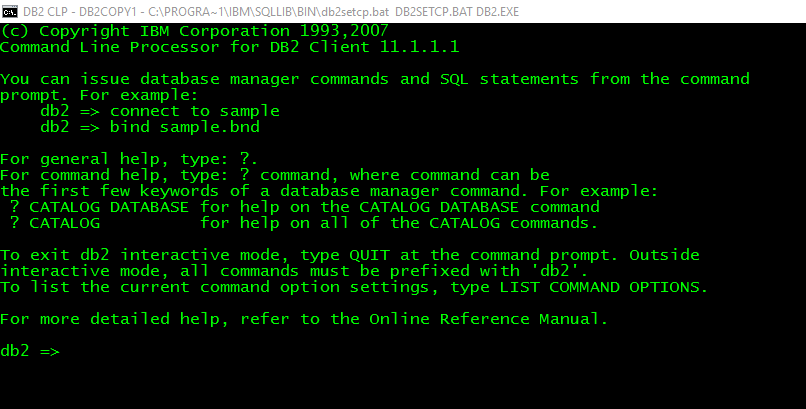 DB2 CLP - DB2COPY1 - C:\PROGRA~1\IBM\SQLLIB\BIN\db2setcp.bat  DB2SETCP.BAT DB2.EXE
(c) Copyright IBM Corporation 1993,2007
Command Line Processor for DB2 Client 11.1.1.1

You can issue database manager commands and SQL statements from the command
prompt. For example:
    db2 => connect to sample
    db2 => bind sample.bnd

For general help, type: ?.
For command help, type: ? command, where command can be
the first few keywords of a database manager command. For example:
 ? CATALOG DATABASE for help on the CATALOG DATABASE command
 ? CATALOG          for help on all of the CATALOG commands.

To exit db2 interactive mode, type QUIT at the command prompt. Outside
interactive mode, all commands must be prefixed with 'db2'.
To list the current command option settings, type LIST COMMAND OPTIONS.

For more detailed help, refer to the Online Reference Manual.

db2 =>